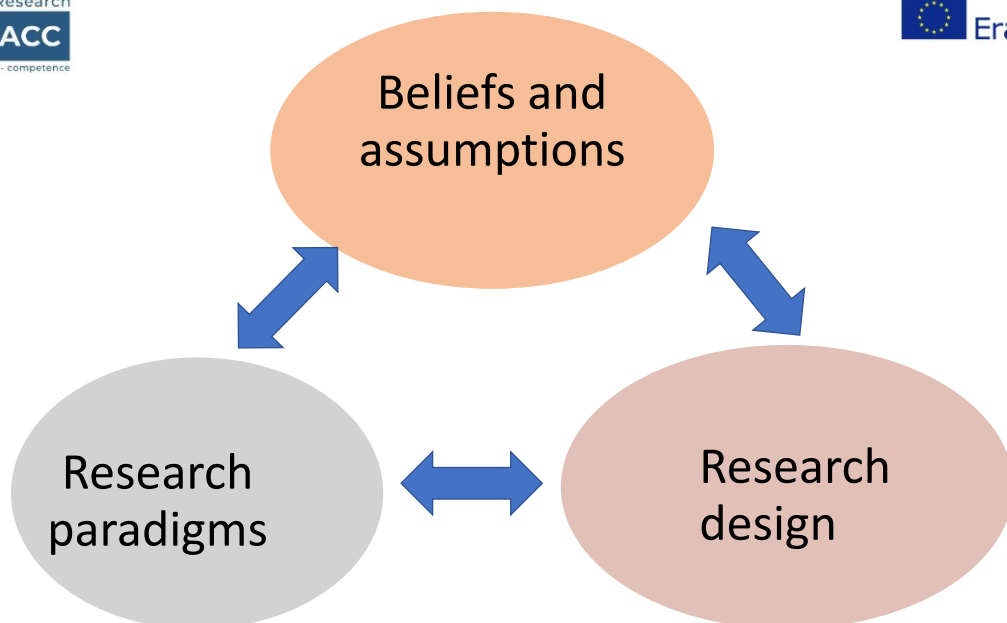 Research
ACC
- competence
Era
Beliefs and
assumptions
Research
paradigms
Research
design